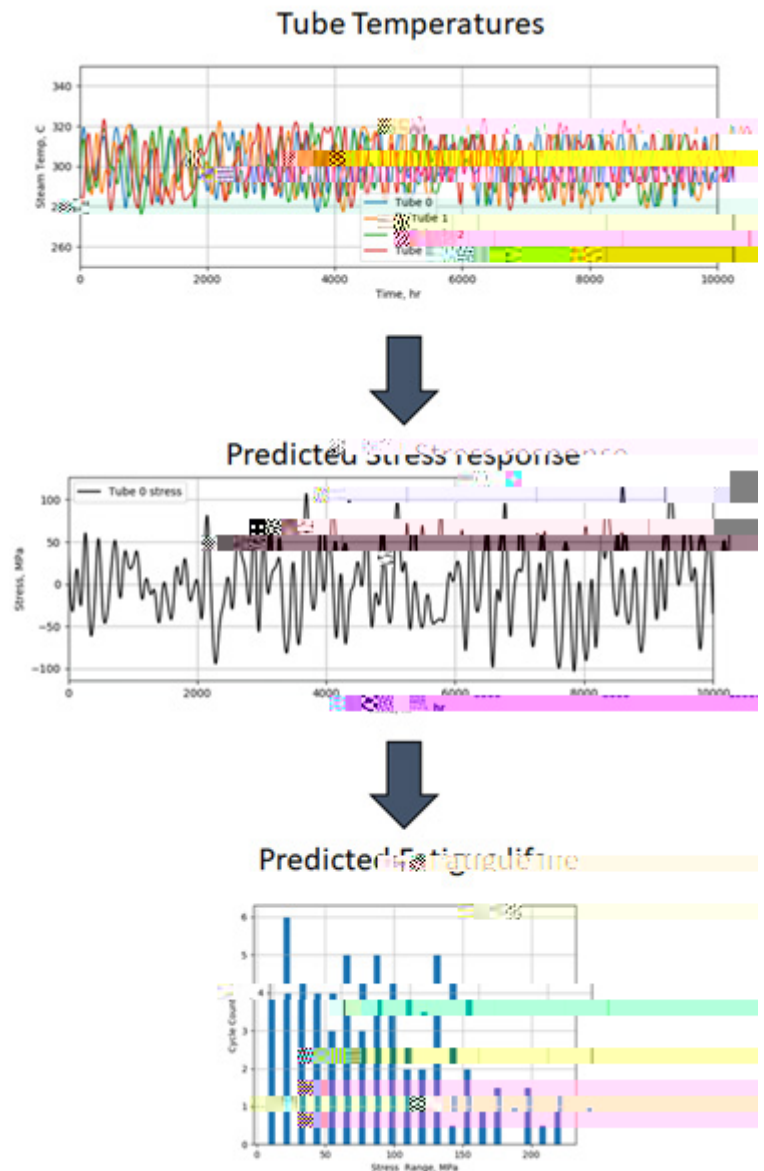 Tube Temperatures
340
320
300
280
260
Steam Temp, C
Tube 0
Tube 1
2
Tube
0 2000 4000 6000 8000 10000
Time, hr
Predicted Stress response
Tube 0 stress
100
50
0
−50
−100
Stress, MPa
0 2000 4000 6000 8000 10000
hr
Predicted
6
5
4
3
2
1
0
Cycle Count
0 50 100 150 200
Stress Range, MPa